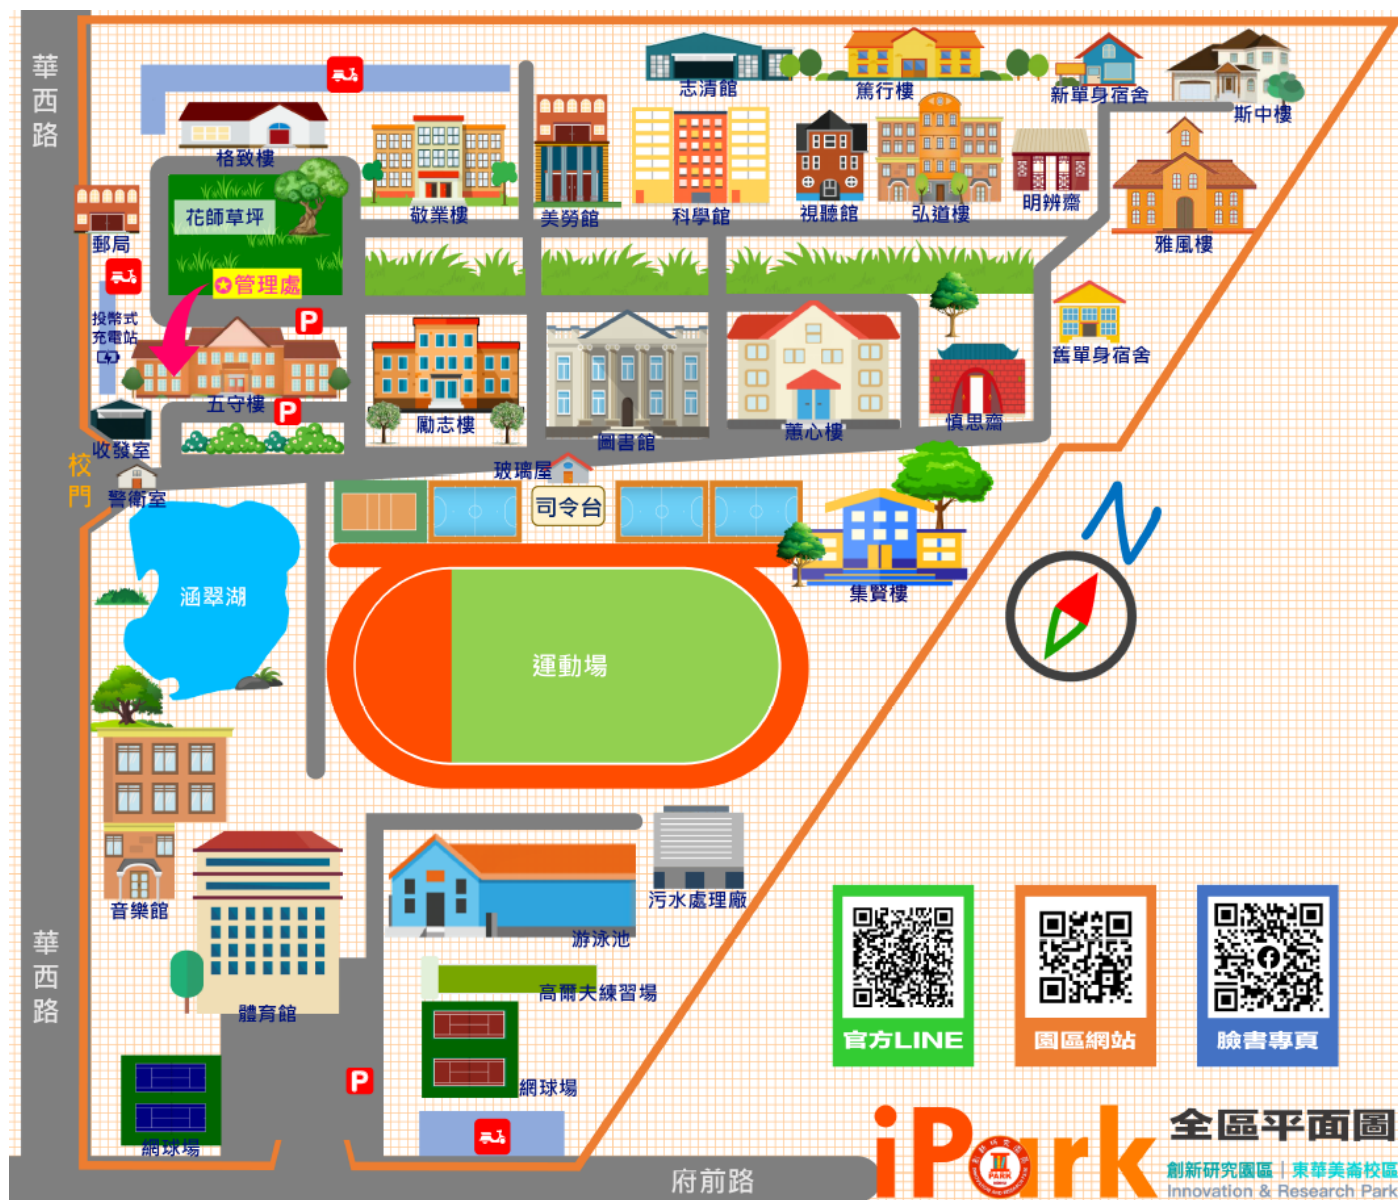 華西路
志清館
篤行樓
新單身宿舍
斯中樓
格致樓
敬業樓
美勞館
科學館
視聽館
弘道樓
明辨齋
雅風樓
花師草坪
郵局
管理處
投幣式
充電站
P
五守樓
P
勵志樓
圖書館
蕙心樓
慎思齋
舊單身宿舍
收發室
校門
警衛室
玻璃屋
司令台
集賢樓
N
涵翠湖
運動場
音樂館
污水處理廠
游泳池
華西路
體育館
高爾夫練習場
官方LINE
園區網站
臉書專頁
P
網球場
網球場
府前路
iPark
全區平面圖
創新研究園區｜東華美崙校區
Innovation & Research Park